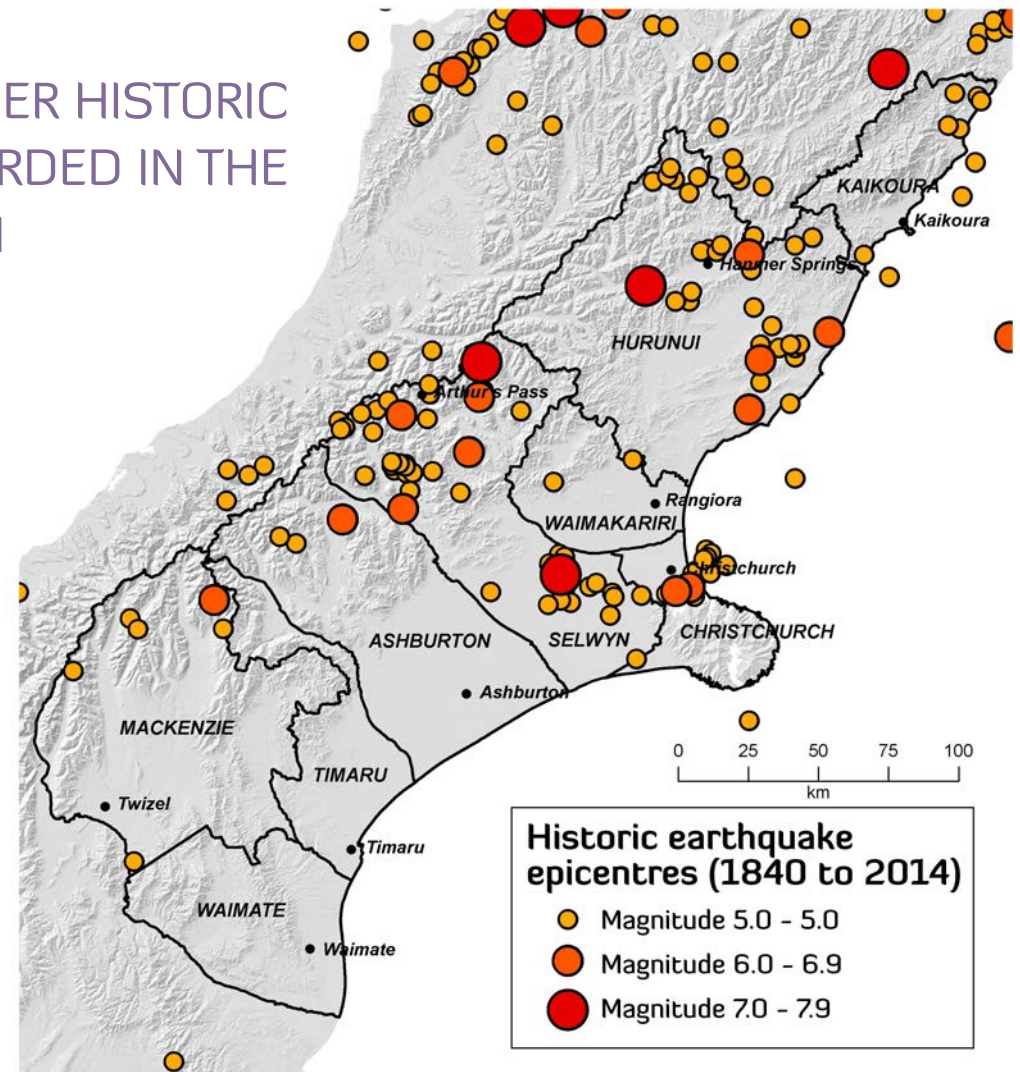 ER HISTORIC
RDED IN THE
KAIKOURA
Kaikoura
Hanmer Springs
HURUNUI
Arthur's Pass
Rangiora
WAIMAKARIRI
Christchurch
CHRISTCHURCH
SELWYN
ASHBURTON
Ashburton
MACKENZIE
TIMARU
Twizel
Timaru
WAIMATE
Waimate
0 25 50 75 100
km
Historic earthquake
epicentres (1840 to 2014)
Magnitude 5.0 - 5.0
Magnitude 6.0 - 6.9
Magnitude 7.0 - 7.9